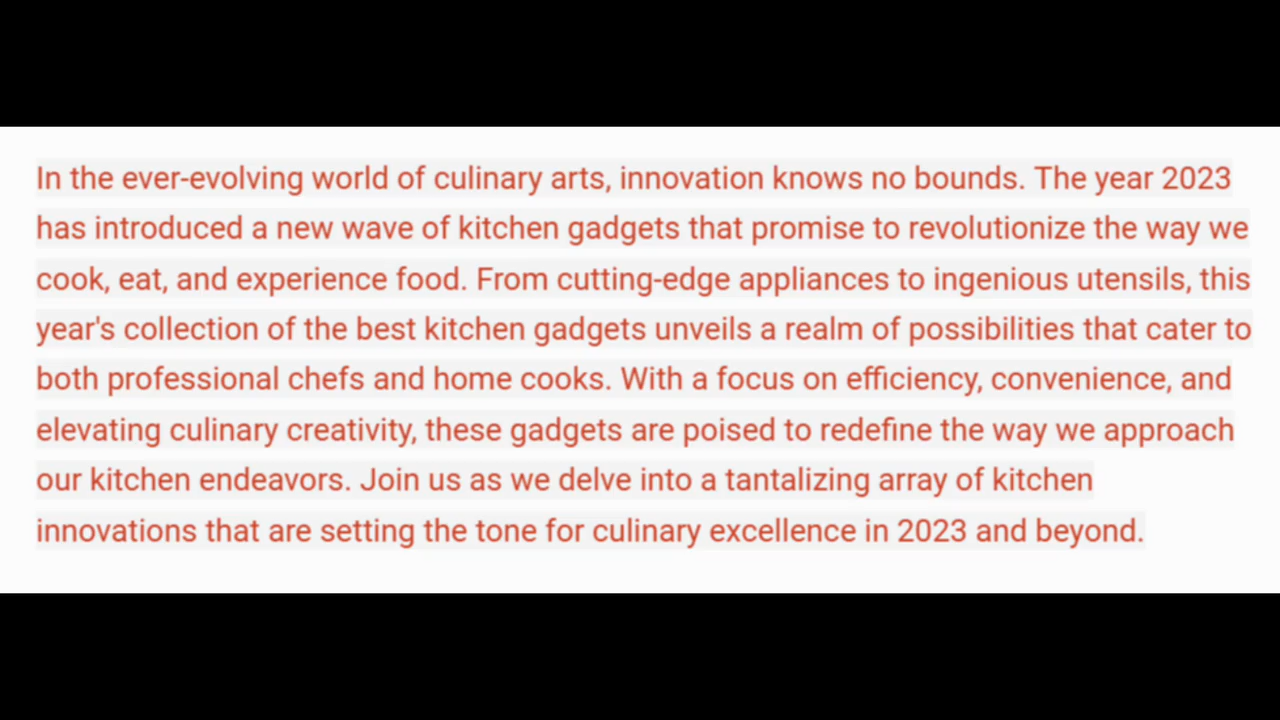 In the ever-evolving world of culinary arts, innovation knows no bounds. The year 2023
has introduced a new wave of kitchen gadgets that promise to revolutionize the way we
cook, eat, and experience food. From cutting-edge appliances to ingenious utensils, this
year's collection of the best kitchen gadgets unveils a realm of possibilities that cater to
both professional chefs and home cooks. With a focus on efficiency, convenience, and
elevating culinary creativity, these gadgets are poised to redefine the way we approach
our kitchen endeavors. Join us as we delve into a tantalizing array of kitchen
innovations that are setting the tone for culinary excellence in 2023 and beyond.